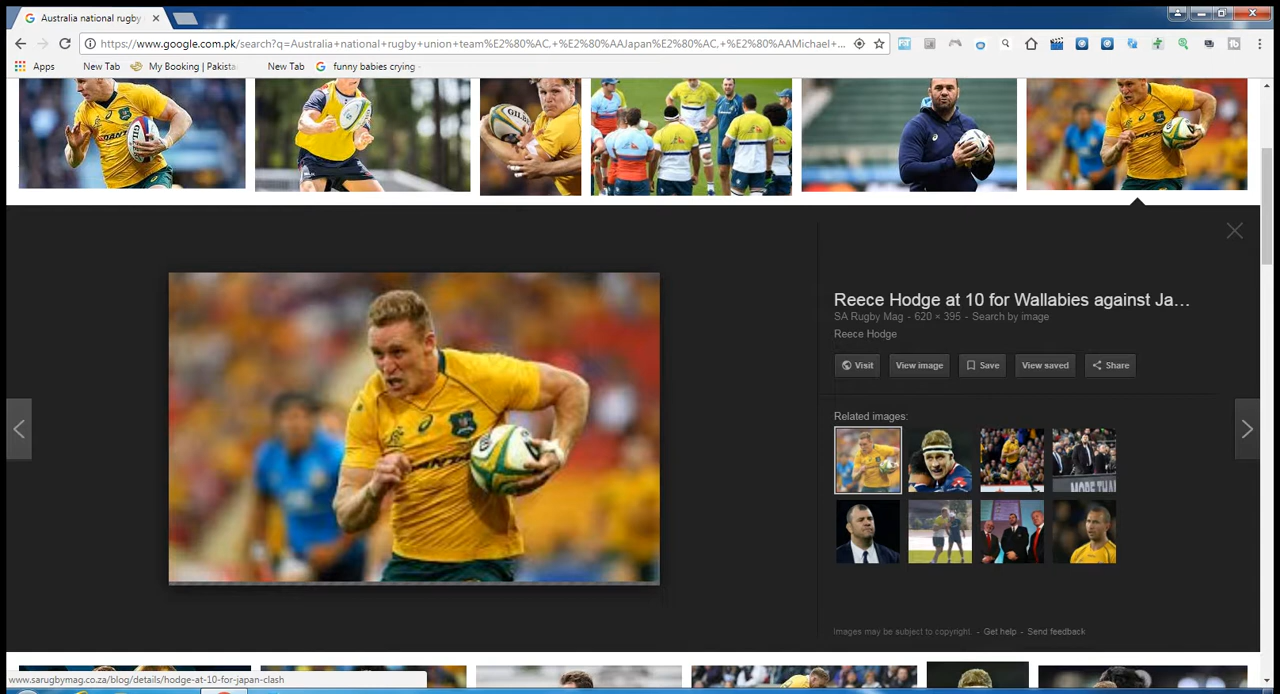 Australia national rugby
https://www.google.com.pk/search?q=Australia+national+rugby+union+team%E2%80%AC,+%E2%80%AAJapan%E2%80%AC,+%E2%80%AAMichael+...
Apps
New Tab
My Booking | Pakista
New Tab
funny babies crying -
GILBE
Reece Hodge at 10 for Wallabies against Ja...
SA Rugby Mag - 620 × 395 - Search by image
Reece Hodge
Visit
View image
Save
View saved
Share
Related images:
MORE THA
Images may be subject to copyright. - Get help - Send feedback
www.sarugbymag.co.za/blog/details/hodge-at-10-for-japan-clash